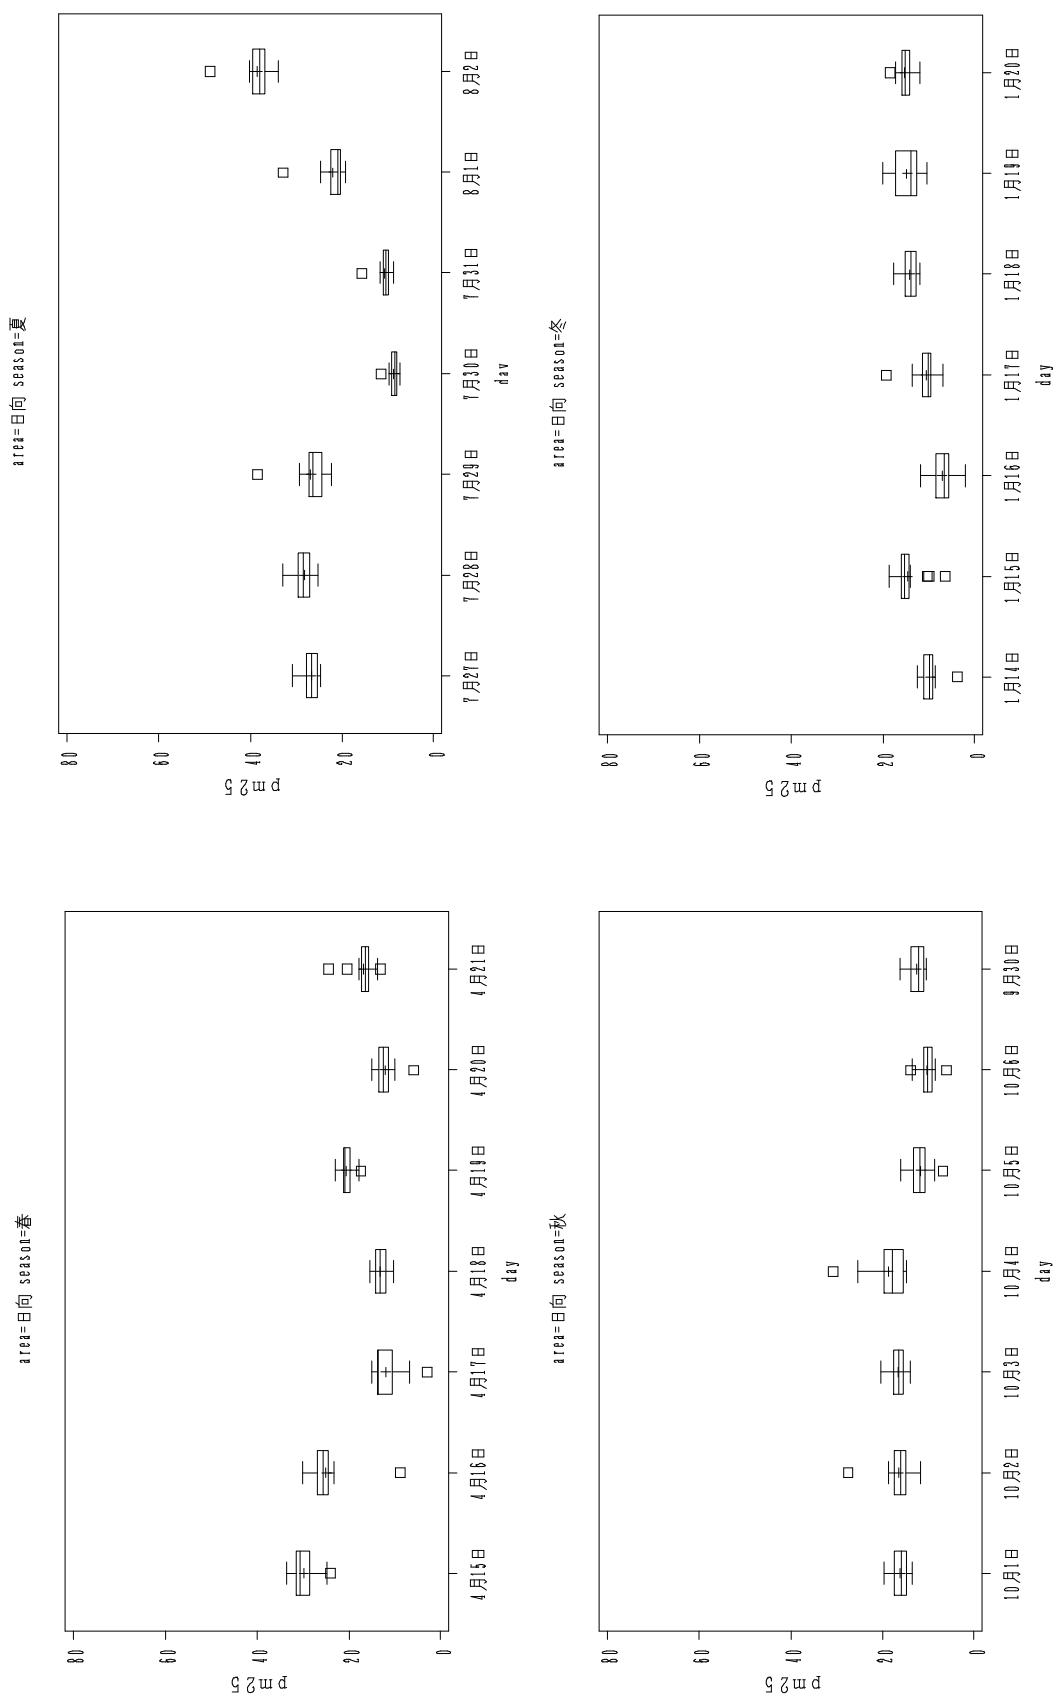 area=日向 season=春
pm25
80
60
40
20
0
4月15日
4月16日
4月17日
4月18日
4月19日
4月20日
4月21日
day
area=日向 season=夏
pm25
80
60
40
20
0
7月27日
7月28日
7月29日
7月30日
7月31日
8月1日
8月2日
day
area=日向 season=秋
pm25
80
60
40
20
0
10月1日
10月2日
10月3日
10月4日
10月5日
10月6日
9月30日
day
area=日向 season=冬
pm25
80
60
40
20
0
1月14日
1月15日
1月16日
1月17日
1月18日
1月19日
1月20日
day